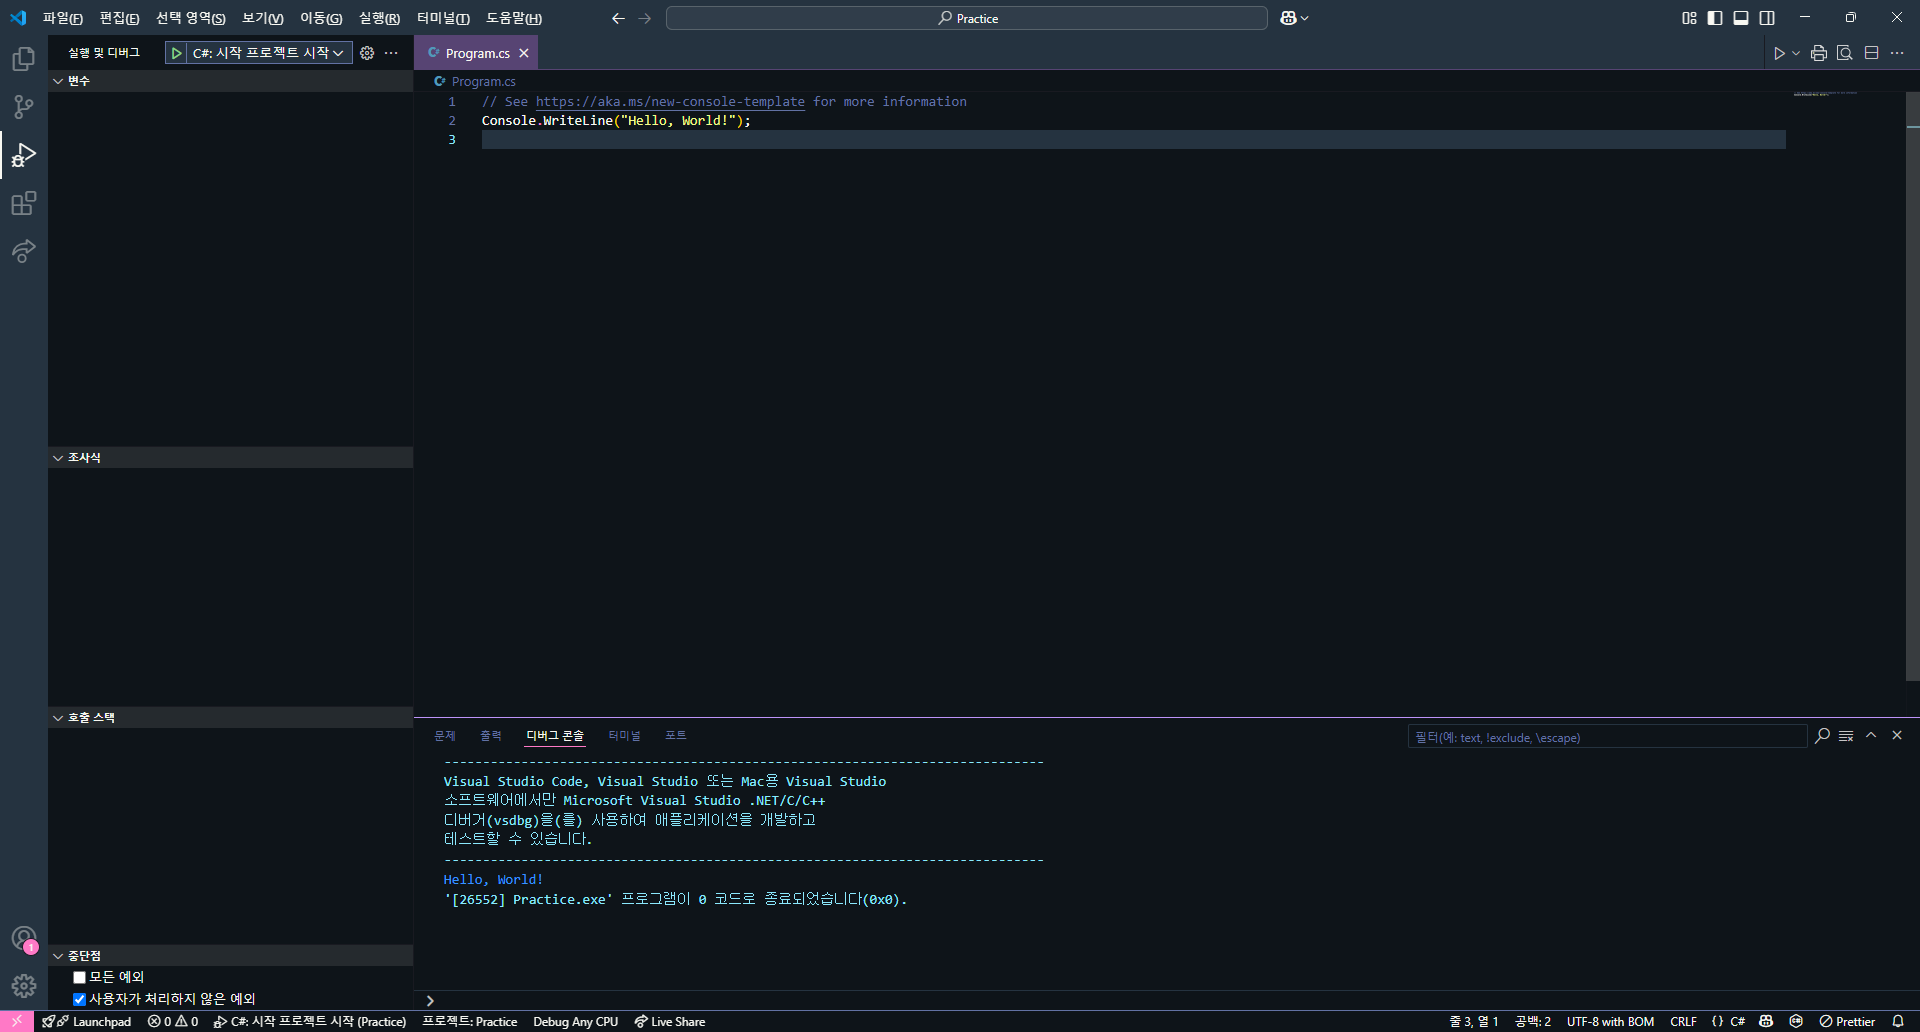 파일(F) 편집(E) 선택 영역(S) 보기(V) 이동(G) 실행(R) 터미널(T) 도움말(H)
Practice
실행 및 디버그
C#: 시작 프로젝트 시작
Program.cs
변수
Program.cs
1 // See https://aka.ms/new-console-template for more information
2 Console.WriteLine("Hello, World!");
3
조사식
호출 스택
문제 출력 디버그 콘솔 터미널 포트
필터(예: text, !exclude, \escape)
---------------------------------------------------------------------------
Visual Studio Code, Visual Studio 또는 Mac용 Visual Studio
소프트웨어에서만 Microsoft Visual Studio .NET/C/C++
디버거(vsdbg)을(를) 사용하여 애플리케이션을 개발하고
테스트할 수 있습니다.
---------------------------------------------------------------------------
Hello, World!
'[26552] Practice.exe' 프로그램이 0 코드로 종료되었습니다(0x0).
1
중단점
모든 예외
사용자가 처리하지 않은 예외
Launchpad 0 0 C#: 시작 프로젝트 시작 (Practice) 프로젝트: Practice Debug Any CPU Live Share
줄 3, 열 1 공백: 2 UTF-8 with BOM CRLF {} C# Prettier